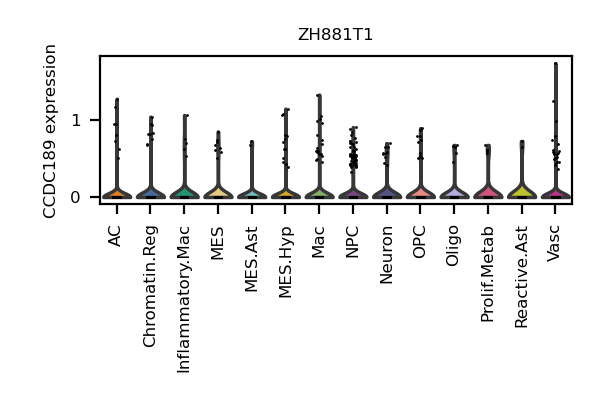 ZH881T1
CCDC189 expression
1
0
AC
Chromatin.Reg
Inflammatory.Mac
MES
MES.Ast
MES.Hyp
Mac
NPC
Neuron
OPC
Oligo
Prolif.Metab
Reactive.Ast
Vasc